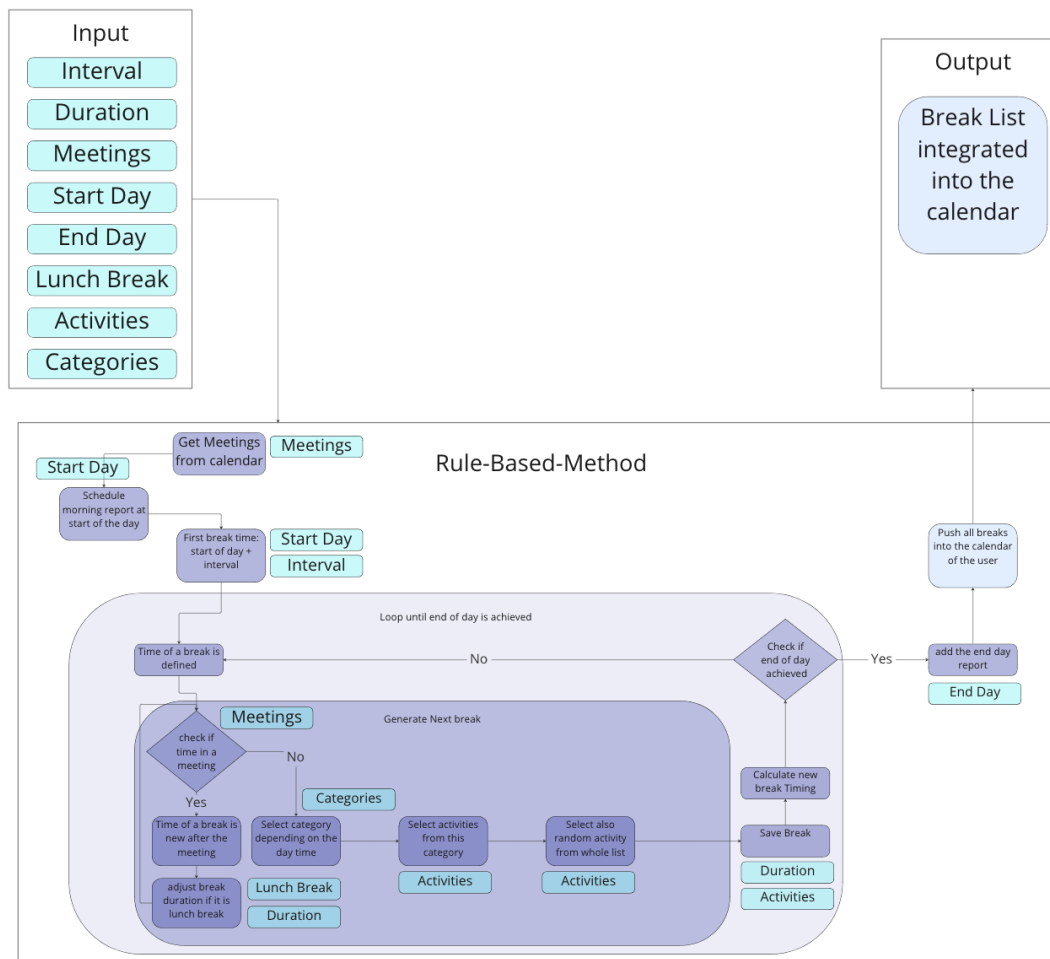 Input
Interval
Duration
Meetings
Start Day
End Day
Lunch Break
Activities
Categories
Output
Break List
integrated
into the
calendar
Rule-Based-Method
Get Meetings
from calendar
Meetings
Start Day
Schedule
morning report at
start of the day
First break time:
start of day +
interval
Start Day
Interval
Loop until end of day is achieved
Time of a break is
defined
No
Check if
end of day
achieved
Yes
add the end day
report
End Day
Push all breaks
into the calendar
of the user
Generate Next break
Meetings
check if
time in a
meeting
No
Yes
Categories
Time of a break is
new after the
meeting
Select category
depending on the
day time
Select activities
from this
category
Activities
Select also
random activity
from whole list
Activities
adjust break
duration if it is
lunch break
Lunch Break
Duration
Calculate new
break Timing
Save Break
Duration
Activities